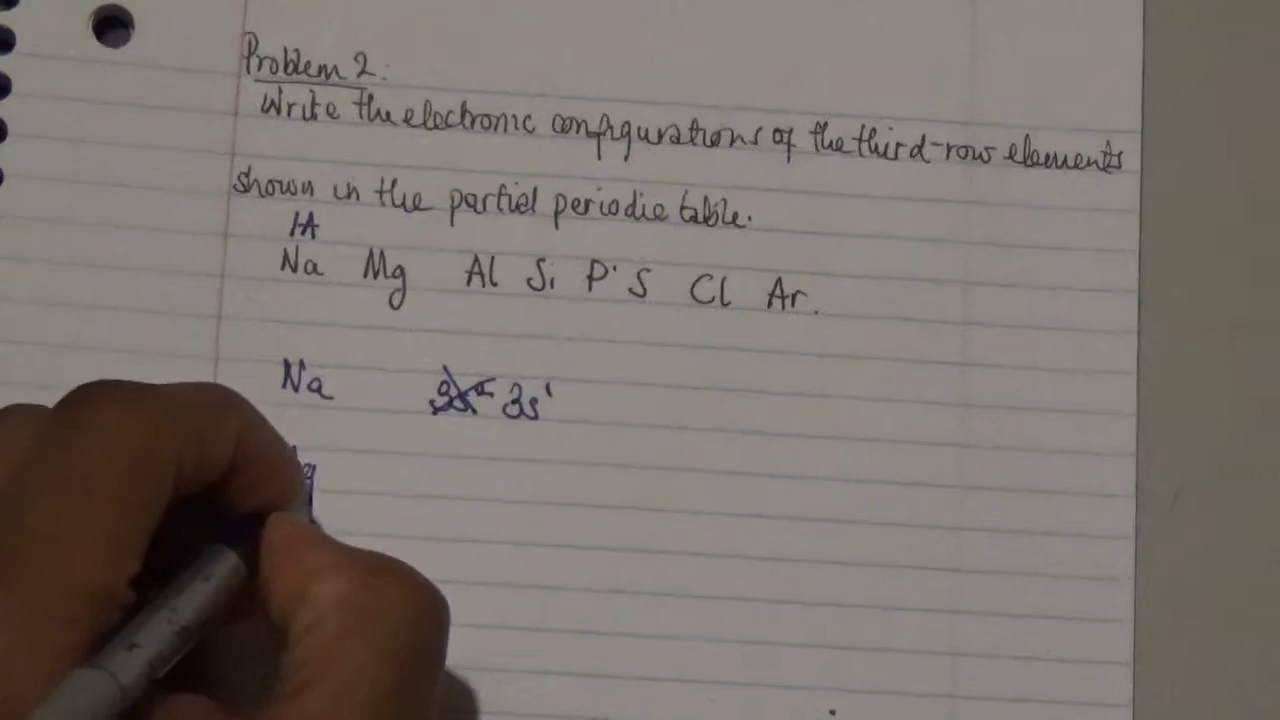 Problem 2:
Write the electronic configurations of the third-row elements
shown in the partial periodic table.
1A
Na Mg Al Si P S Cl Ar.
Na 3s¹